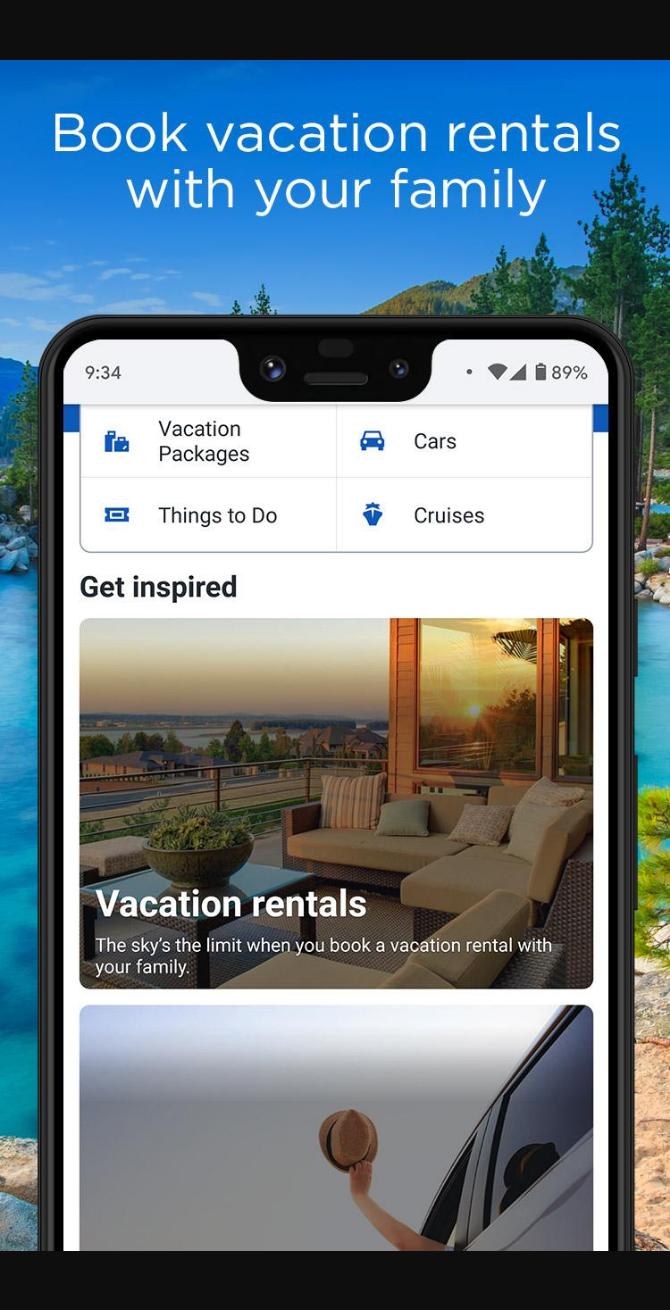 Book vacation rentals
with your family
9:34
89%
Vacation
Packages
Cars
Things to Do
Cruises
Get inspired
Vacation rentals
The sky's the limit when you book a vacation rental with
your family.